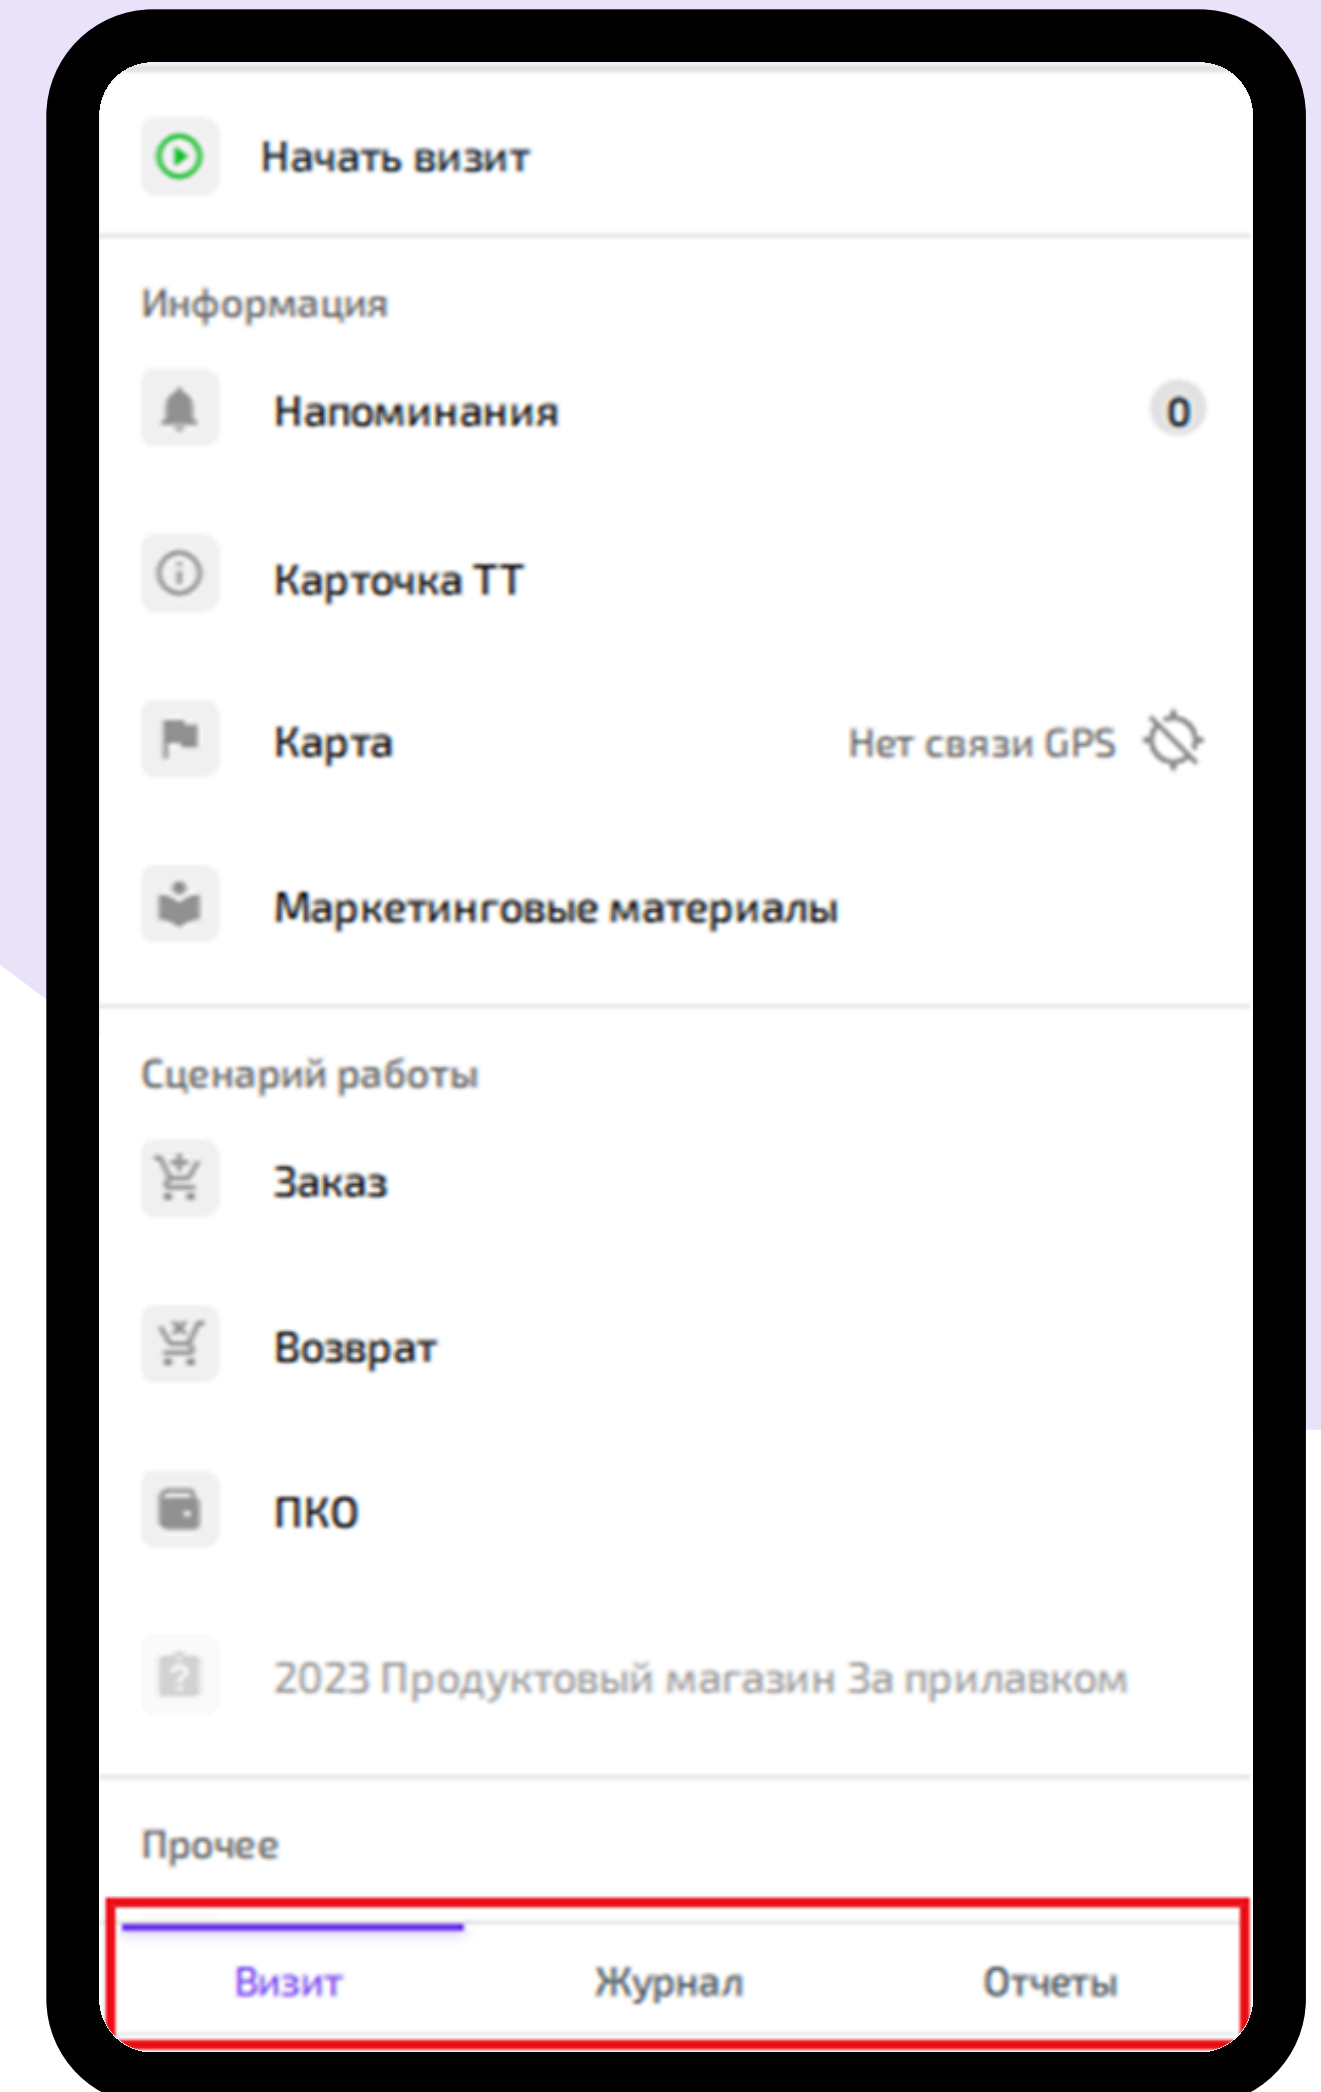 Начать визит
Информация
Напоминания 0
Карточка ТТ
Карта Нет связи GPS
Маркетинговые материалы
Сценарий работы
Заказ
Возврат
ПКО
2023 Продуктовый магазин За прилавком
Прочее
Визит Журнал Отчеты